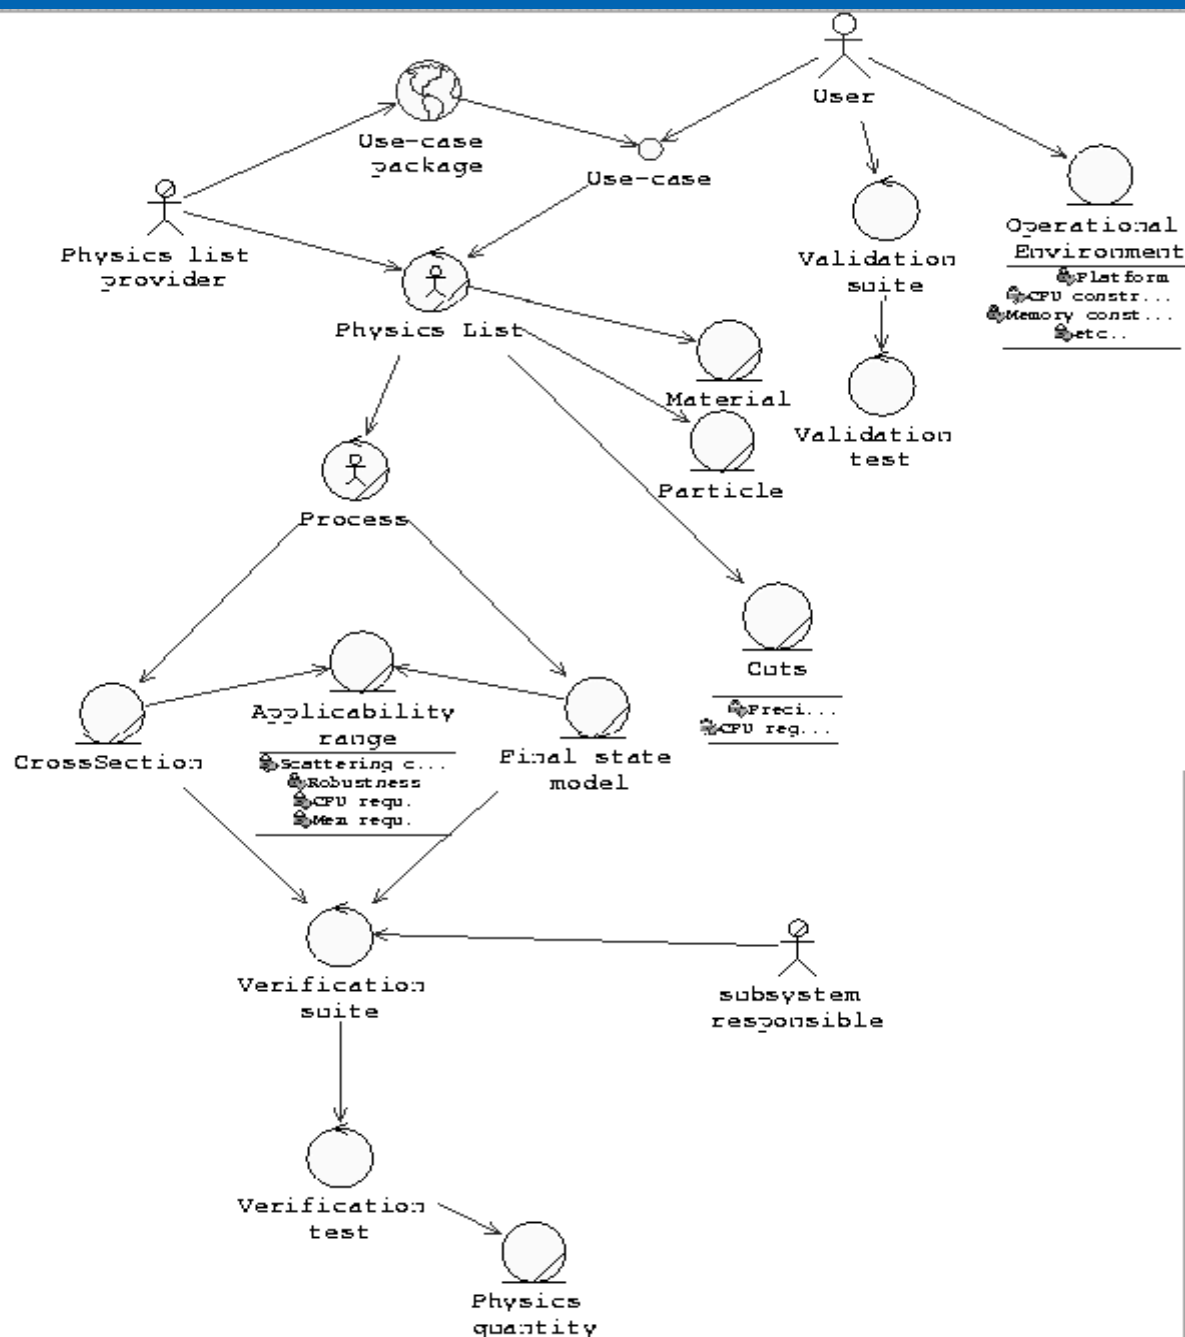 User
Use-case
package
Use-case
Physics list
provider
Operational
Environment
Platform
CPU constr...
Memory const...
etc..
Validation
suite
Physics List
Material
Validation
test
Particle
Process
Cuts
Preci...
CPU req...
Applicability
range
Scattering c...
Robustness
CPU requ.
Mem requ.
CrossSection
Final state
model
Verification
suite
subsystem
responsible
Verification
test
Physics
quantity